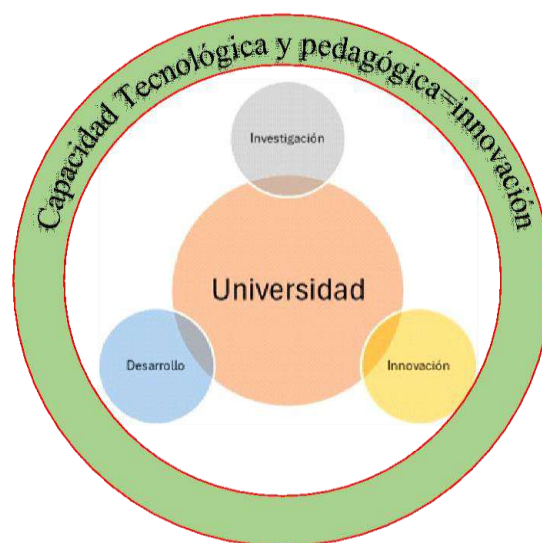 Capacidad Tecnológica y pedagógica=innovación
Investigación
Universidad
Desarrollo
Innovación